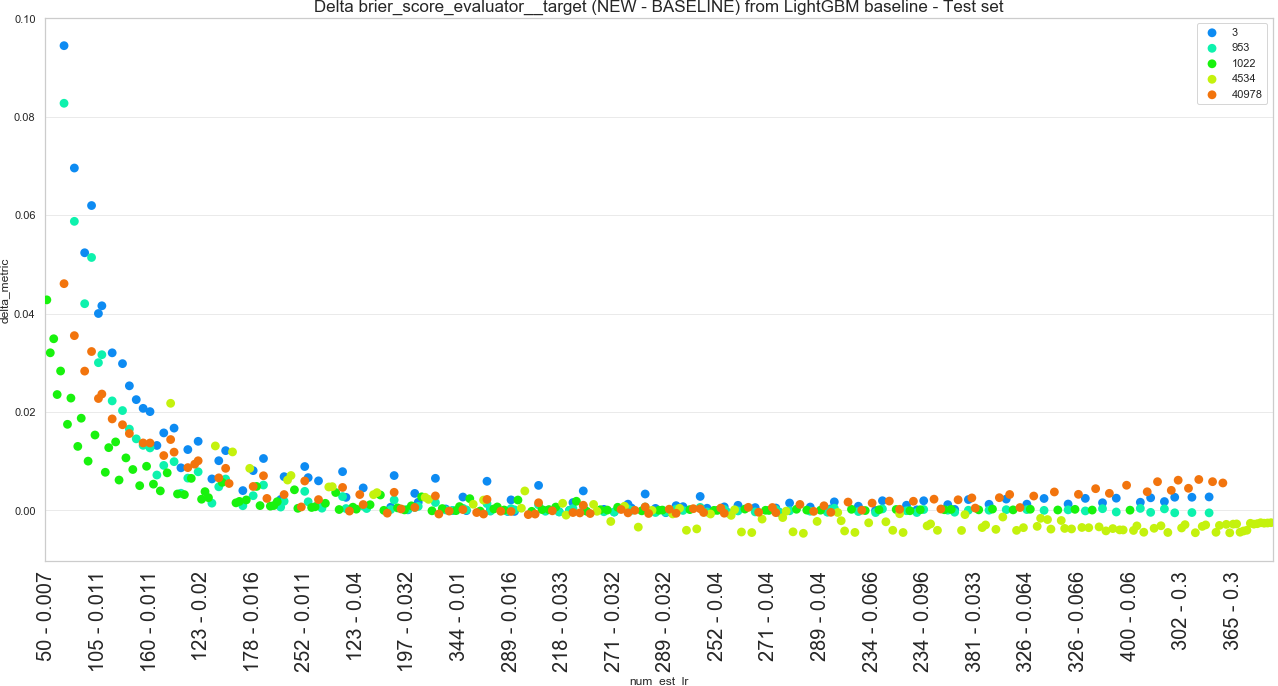 Delta brier_score_evaluator__target (NEW - BASELINE) from LightGBM baseline - Test set
0.10
0.08
0.06
0.04
0.02
0.00
delta_metric
3
953
1022
4534
40978
50 - 0.007
105 - 0.011
160 - 0.011
123 - 0.02
178 - 0.016
252 - 0.011
123 - 0.04
197 - 0.032
344 - 0.01
289 - 0.016
218 - 0.033
271 - 0.032
289 - 0.032
252 - 0.04
271 - 0.04
289 - 0.04
234 - 0.066
234 - 0.096
381 - 0.033
326 - 0.064
326 - 0.066
400 - 0.06
302 - 0.3
365 - 0.3
num_est_lr